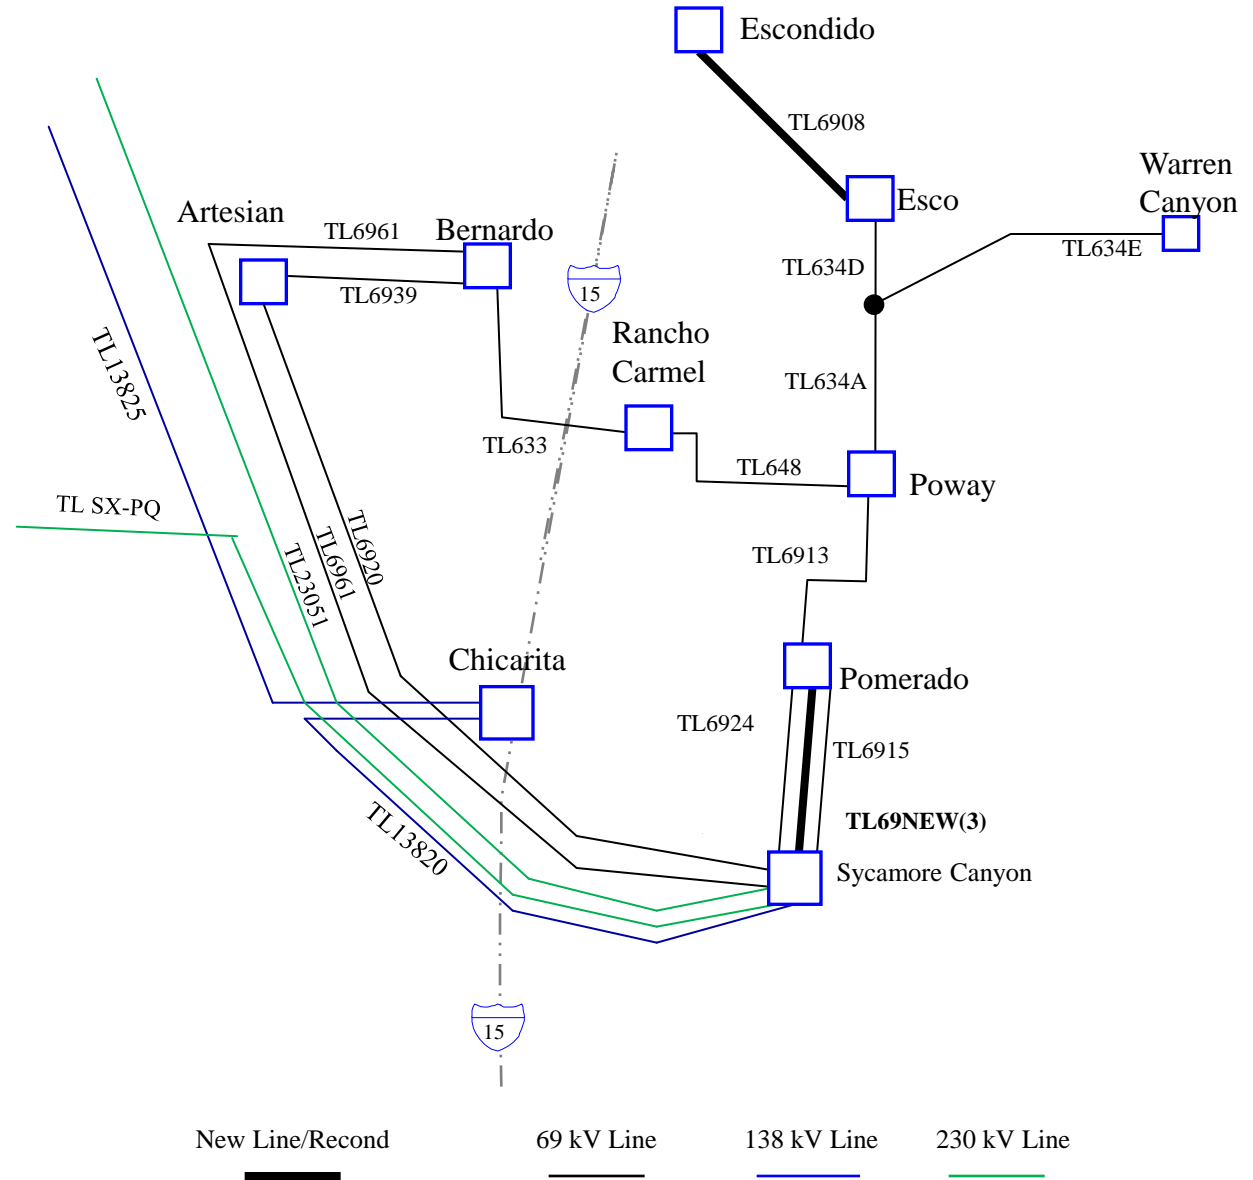 Escondido
TL6908
Warren
Canyon
Esco
Artesian
TL6961
Bernardo
TL634D
TL634E
TL6939
15
Rancho
Carmel
TL13825
TL634A
TL633
TL648
Poway
TL SX-PQ
TL23051
TL6961
TL6920
TL6913
Chicarita
Pomerado
TL6924
TL6915
TL13820
TL69NEW(3)
Sycamore Canyon
15
New Line/Recond
69 kV Line
138 kV Line
230 kV Line